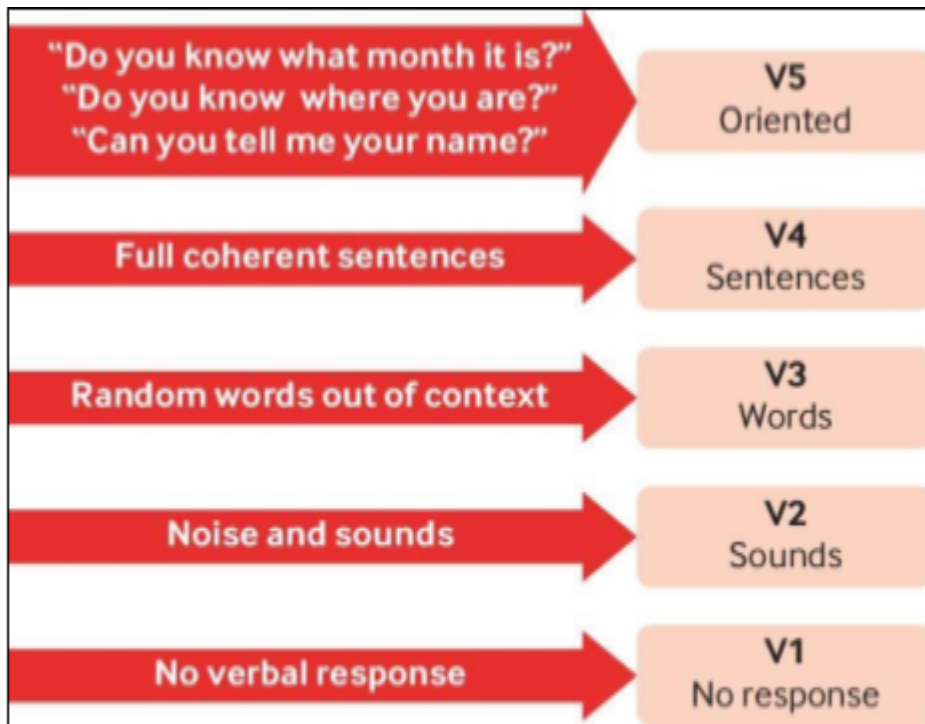 “Do you know what month it is?”
“Do you know where you are?”
“Can you tell me your name?”
V5
Oriented
Full coherent sentences
V4
Sentences
Random words out of context
V3
Words
Noise and sounds
V2
Sounds
No verbal response
V1
No response